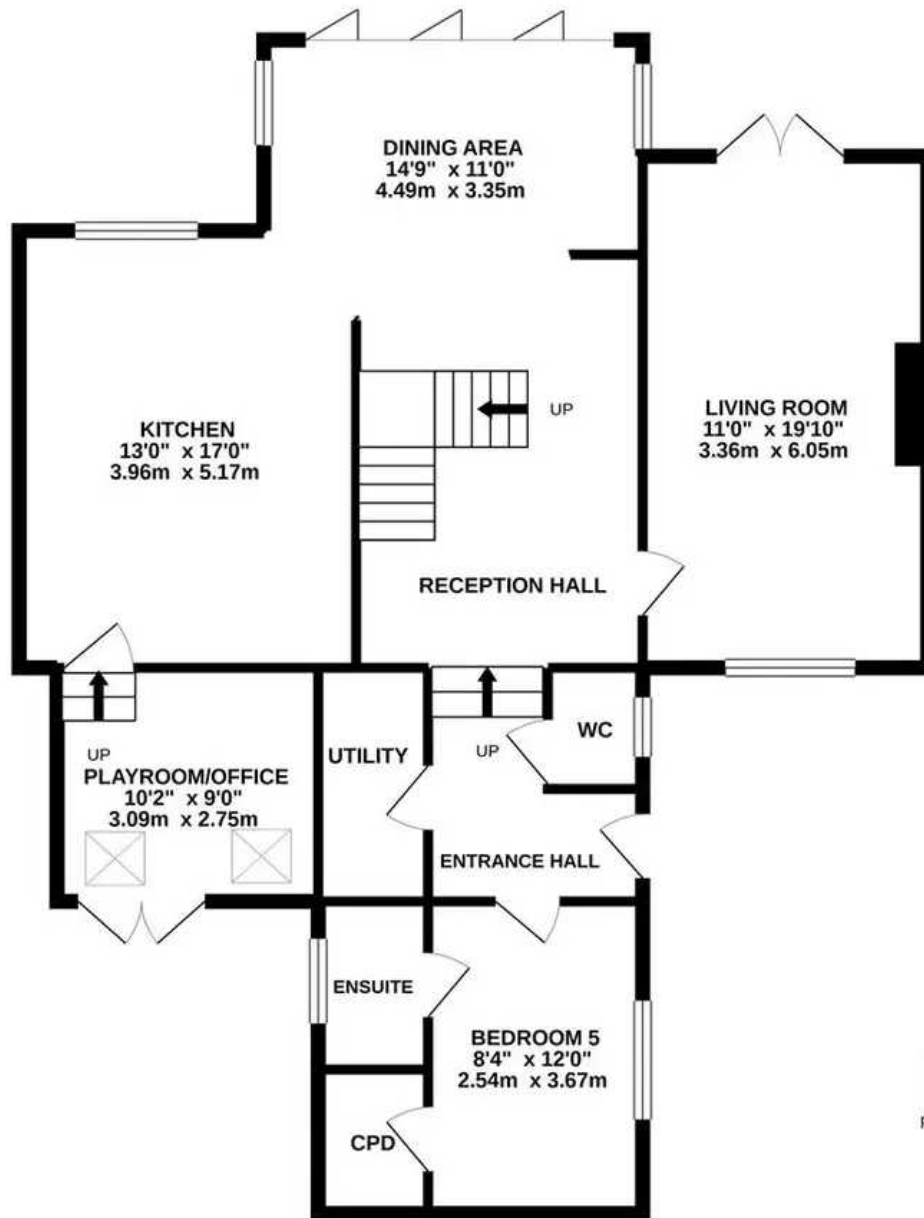 DINING AREA
14'9" x 11'0"
4.49m x 3.35m
KITCHEN
13'0" x 17'0"
3.96m x 5.17m
UP
LIVING ROOM
11'0" x 19'10"
3.36m x 6.05m
RECEPTION HALL
UP
PLAYROOM/OFFICE
10'2" x 9'0"
3.09m x 2.75m
UTILITY
UP
WC
ENTRANCE HALL
ENSUITE
BEDROOM 5
8'4" x 12'0"
2.54m x 3.67m
CPD